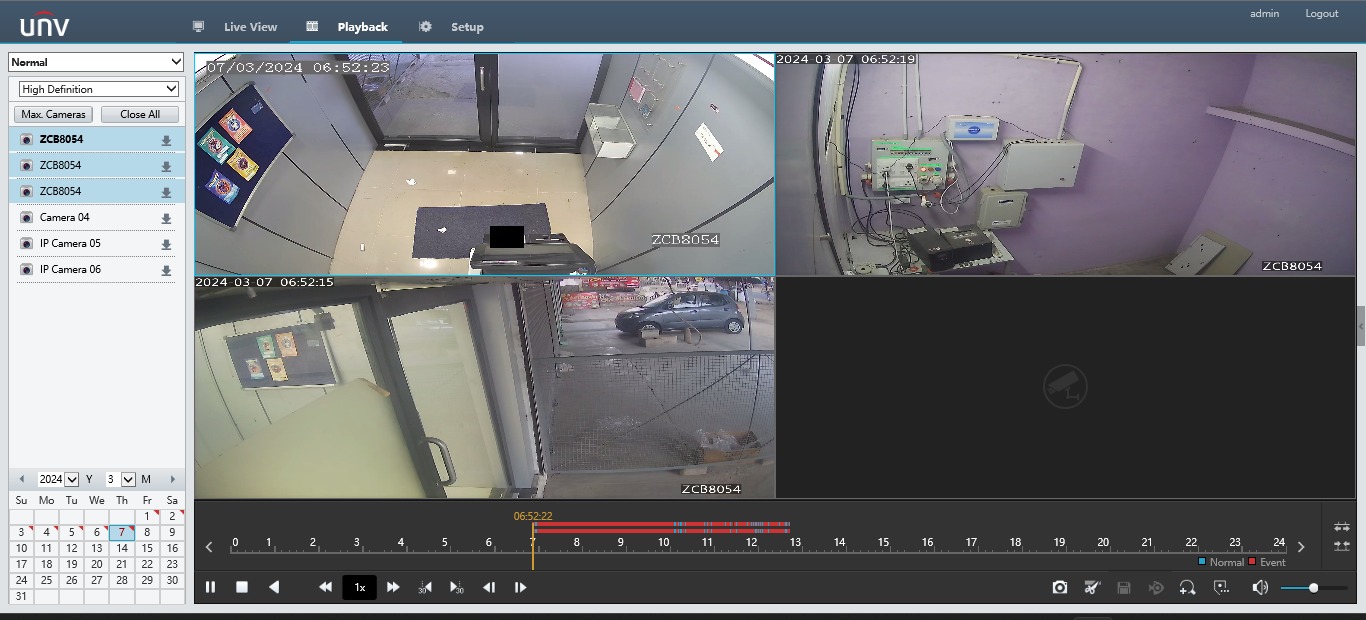 unv
Live View
Playback
Setup
admin
Logout
Normal
High Definition
Max. Cameras
Close All
ZCB8054
ZCB8054
ZCB8054
Camera 04
IP Camera 05
IP Camera 06
07/03/2024 06:52:23
ZCB8054
2024 03 07 06:52:19
ZCB8054
2024 03 07 06:52:15
ZCB8054
2024 Y 3 M
Su Mo Tu We Th Fr Sa
1 2
3 4 5 6 7 8 9
10 11 12 13 14 15 16
17 18 19 20 21 22 23
24 25 26 27 28 29 30
31
06:52:22
0 1 2 3 4 5 6 7 8 9 10 11 12 13 14 15 16 17 18 19 20 21 22 23 24
Normal Event
1x
30 30